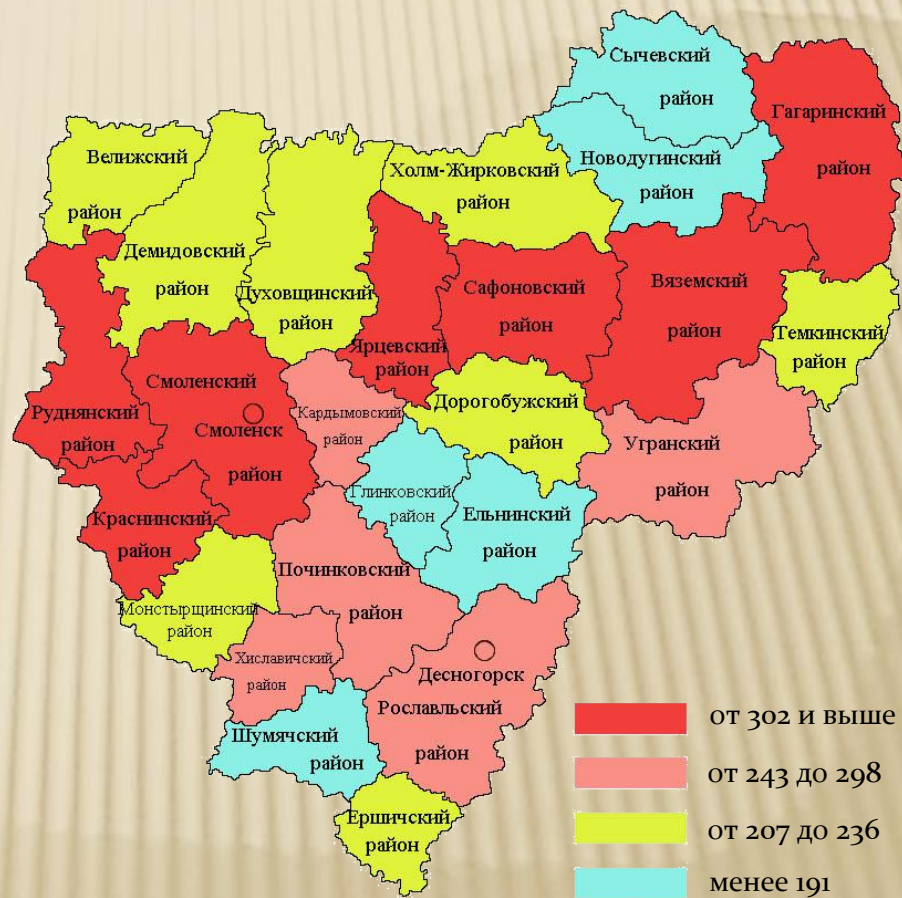 Сычевский
район
Гагаринский
район
Велижский
район
Холм-Жирковский
район
Новодугинский
район
Демидовский
район
Духовщинский
район
Сафоновский
район
Вяземский
район
Темкинский
район
Ярцевский
район
Смоленский
Смоленск
район
Руднянский
район
Кардымовский
район
Дорогобужский
район
Угранский
район
Глинковский
район
Ельнинский
район
Краснинский
район
Починковский
район
Монстырщинский
район
Хиславичский
район
Десногорск
Рославльский
район
Шумячский
район
Ершичский
район
от 302 и выше
от 243 до 298
от 207 до 236
менее 191